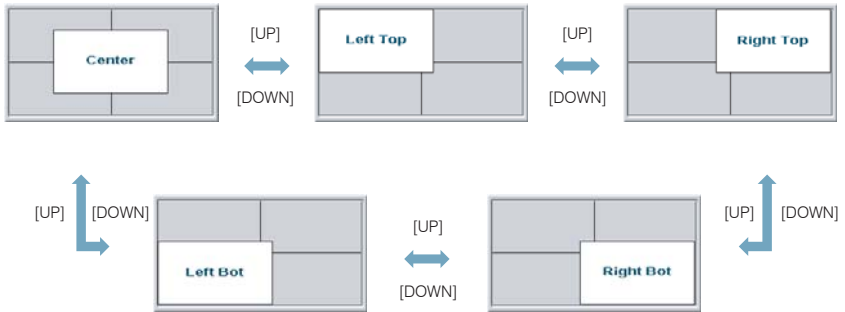 [UP]
[UP]
Center
Left Top
Right Top
[DOWN]
[DOWN]
[UP]
[DOWN]
[UP]
[DOWN]
[UP]
Left Bot
Right Bot
[DOWN]